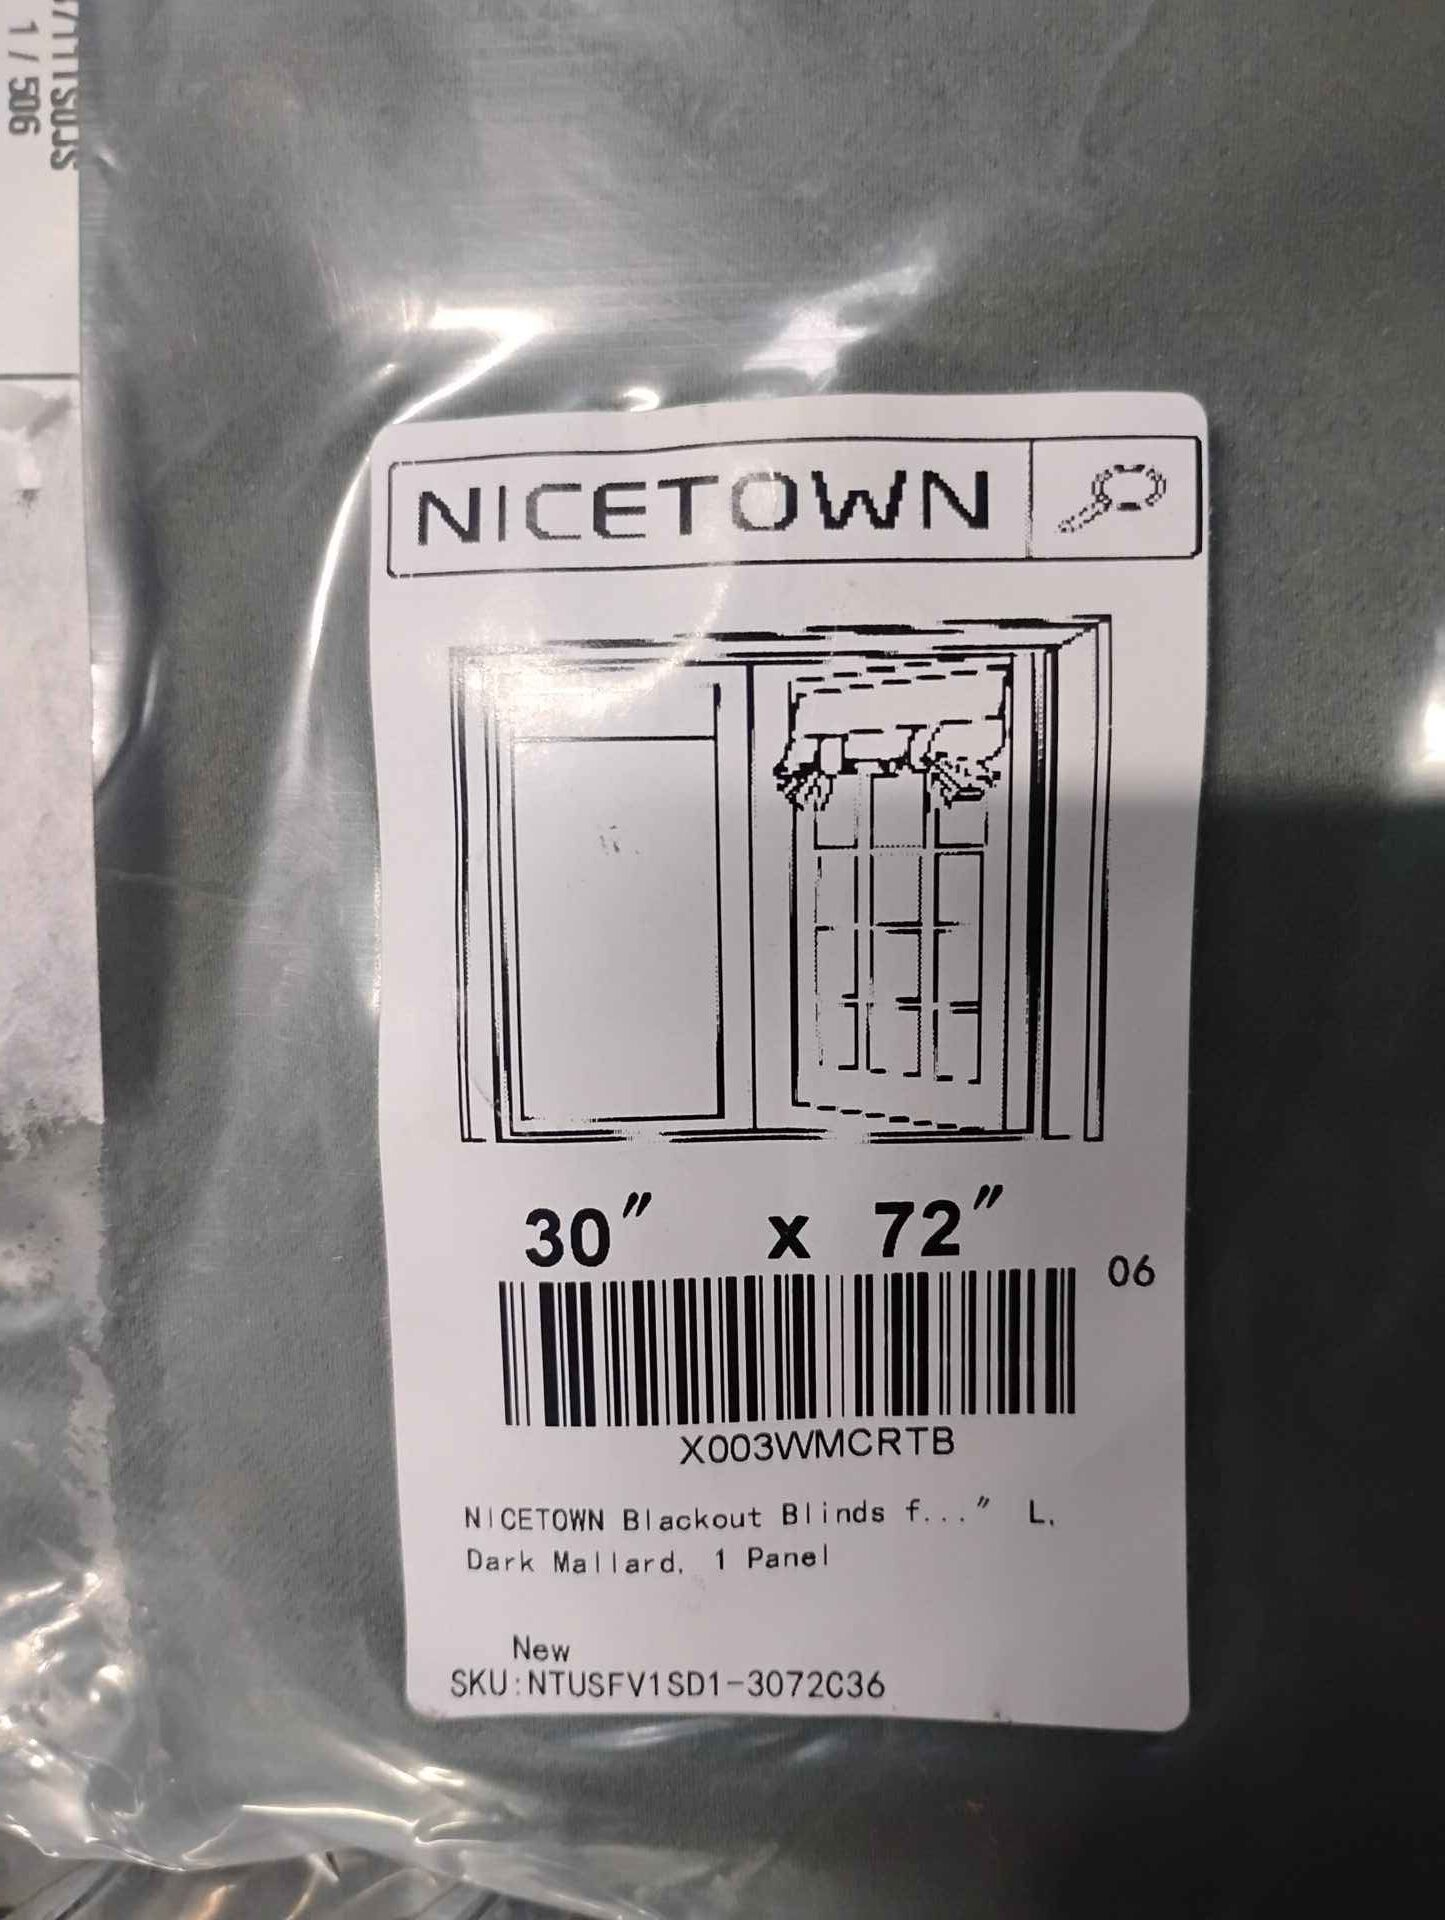 1 / 506
NICETOWN
30" x 72"
06
X003WMCRTB
NICETOWN Blackout Blinds f..." L,
Dark Mallard, 1 Panel
New
SKU:NTUSFV1SD1-3072C36